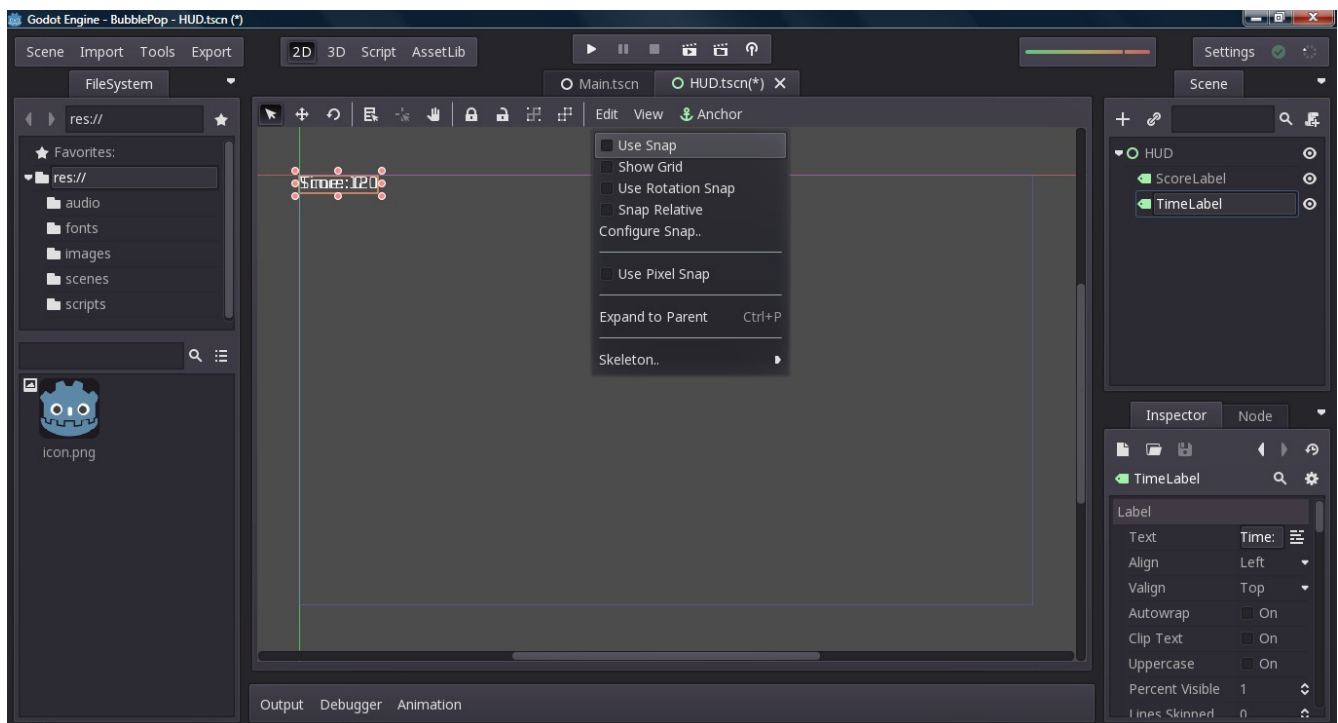 Godot Engine - BubblePop - HUD.tscn (*)
Scene Import Tools Export
2D 3D Script AssetLib
Settings
FileSystem
Main.tscn
HUD.tscn(*)
Scene
res://
Edit View Anchor
Favorites:
res://
audio
fonts
images
scenes
scripts
icon.png
Use Snap
Show Grid
Use Rotation Snap
Snap Relative
Configure Snap..
Use Pixel Snap
Expand to Parent Ctrl+P
Skeleton..
HUD
ScoreLabel
TimeLabel
Inspector Node
TimeLabel
Label
Text Time:
Align Left
Valign Top
Autowrap On
Clip Text On
Uppercase On
Percent Visible 1
Lines Skipped 0
Output Debugger Animation